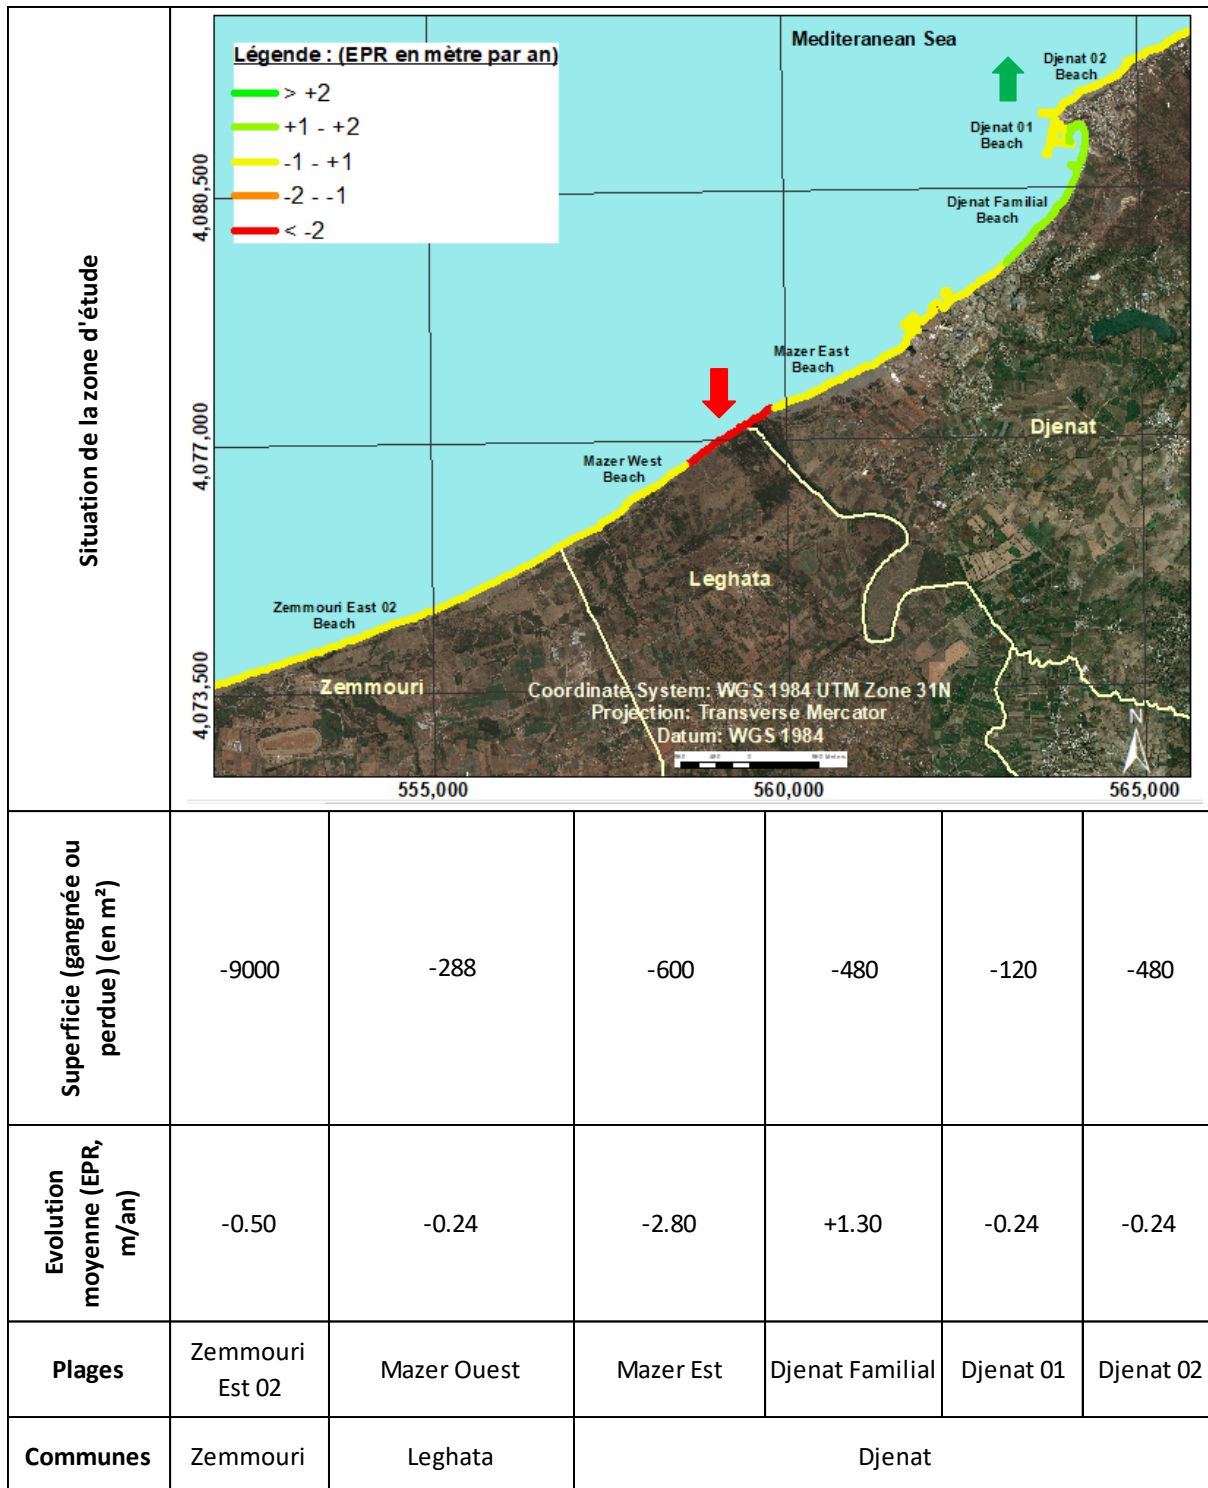 Situation de la zone d'étude
Légende : (EPR en mètre par an)
> +2
+1 - +2
-1 - +1
-2 - -1
< -2
Mediteranean Sea
Djenat 02
Beach
Djenat 01
Beach
Djenat Familial
Beach
Mazer East
Beach
Mazer West
Beach
Zemmouri East 02
Beach
Djenat
Leghata
Zemmouri
Coordinate System: WGS 1984 UTM Zone 31N
Projection: Transverse Mercator
Datum: WGS 1984
N
4,080,500
4,077,000
4,073,500
555,000
560,000
565,000
Superficie (gangnée ou
perdue) (en m²)
-9000
-288
-600
-480
-120
-480
Evolution
moyenne (EPR,
m/an)
-0.50
-0.24
-2.80
+1.30
-0.24
-0.24
Plages
Zemmouri
Est 02
Mazer Ouest
Mazer Est
Djenat Familial
Djenat 01
Djenat 02
Communes
Zemmouri
Leghata
Djenat